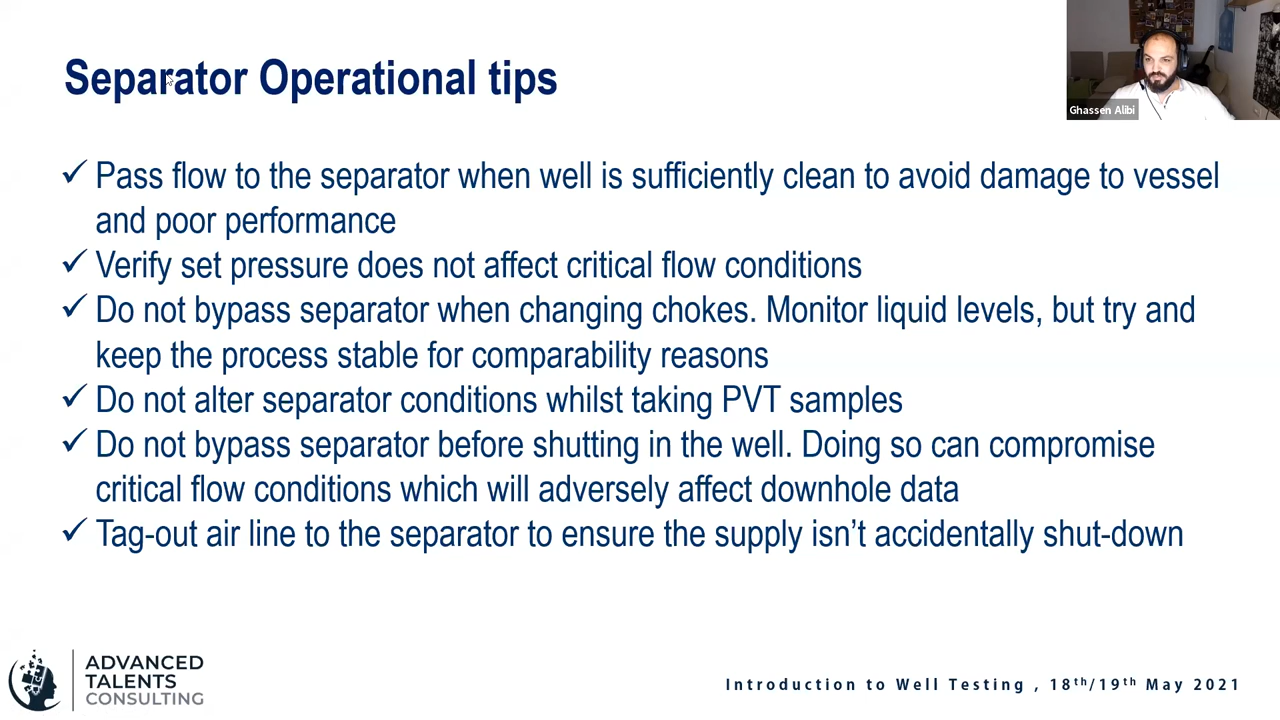 Separator Operational tips
Ghassen Alibi
✓ Pass flow to the separator when well is sufficiently clean to avoid damage to vessel
and poor performance
✓ Verify set pressure does not affect critical flow conditions
✓ Do not bypass separator when changing chokes. Monitor liquid levels, but try and
keep the process stable for comparability reasons
✓ Do not alter separator conditions whilst taking PVT samples
✓ Do not bypass separator before shutting in the well. Doing so can compromise
critical flow conditions which will adversely affect downhole data
✓ Tag-out air line to the separator to ensure the supply isn’t accidentally shut-down
ADVANCED
TALENTS
CONSULTING
Introduction to Well Testing , 18th/19th May 2021